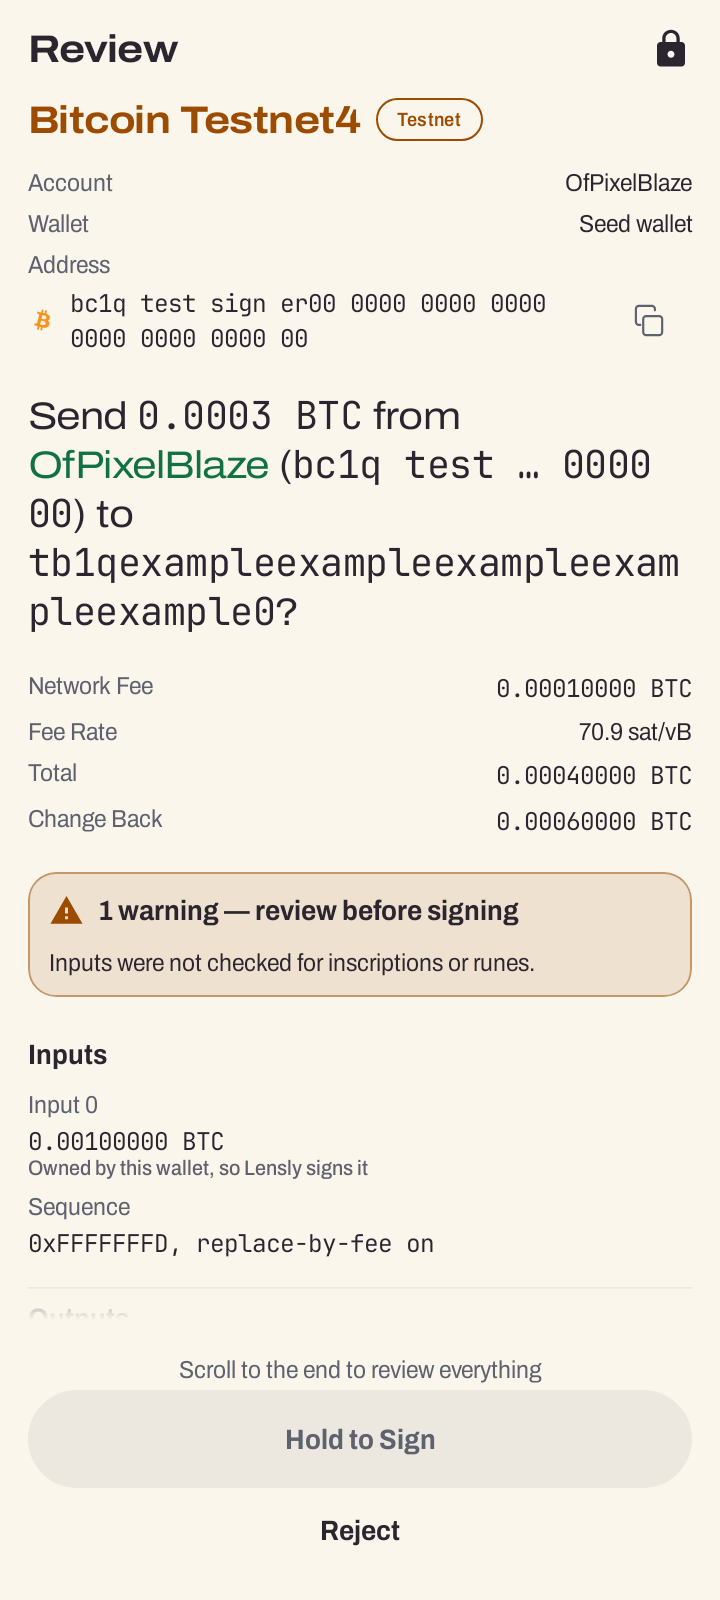 Review
Bitcoin Testnet4 Testnet
Account OfPixelBlaze
Wallet Seed wallet
Address
bc1q test sign er00 0000 0000 0000
0000 0000 0000 00
Send 0.0003 BTC from
OfPixelBlaze (bc1q test … 0000
00) to
tb1qexampleexampleexampleexam
pleexample0?
Network Fee 0.00010000 BTC
Fee Rate 70.9 sat/vB
Total 0.00040000 BTC
Change Back 0.00060000 BTC
1 warning — review before signing
Inputs were not checked for inscriptions or runes.
Inputs
Input 0
0.00100000 BTC
Owned by this wallet, so Lensly signs it
Sequence
0xFFFFFFFD, replace-by-fee on
Outputs
Scroll to the end to review everything
Hold to Sign
Reject